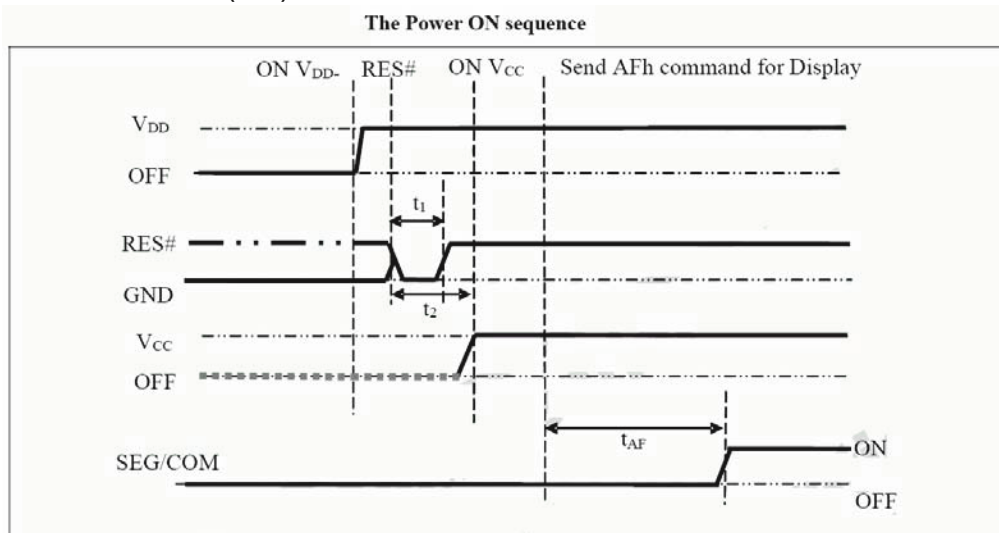 The Power ON sequence
ON VDD- RES# ON VCC Send AFh command for Display
VDD
OFF
t1
RES#
GND
t2
VCC
OFF
tAF
SEG/COM
ON
OFF